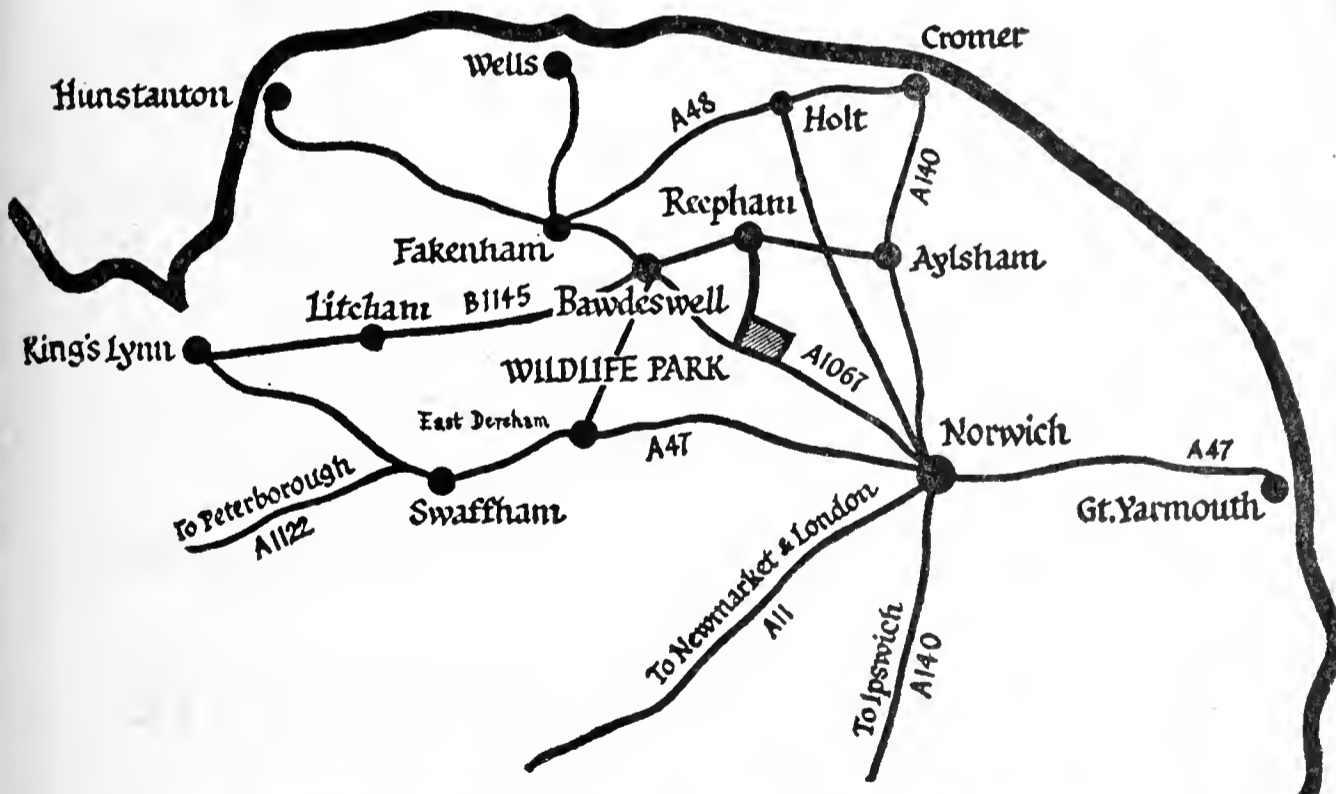 Cromer
Wells
Hunstanton
A48
Holt
A140
Reepham
Fakenham
Aylsham
Litcham
B1145
Bawdeswell
King's Lynn
WILDLIFE PARK
A1067
East Dereham
A47
Norwich
A47
To Peterborough
A1122
Swaffham
Gt. Yarmouth
To Newmarket & London
A11
To Ipswich
A140